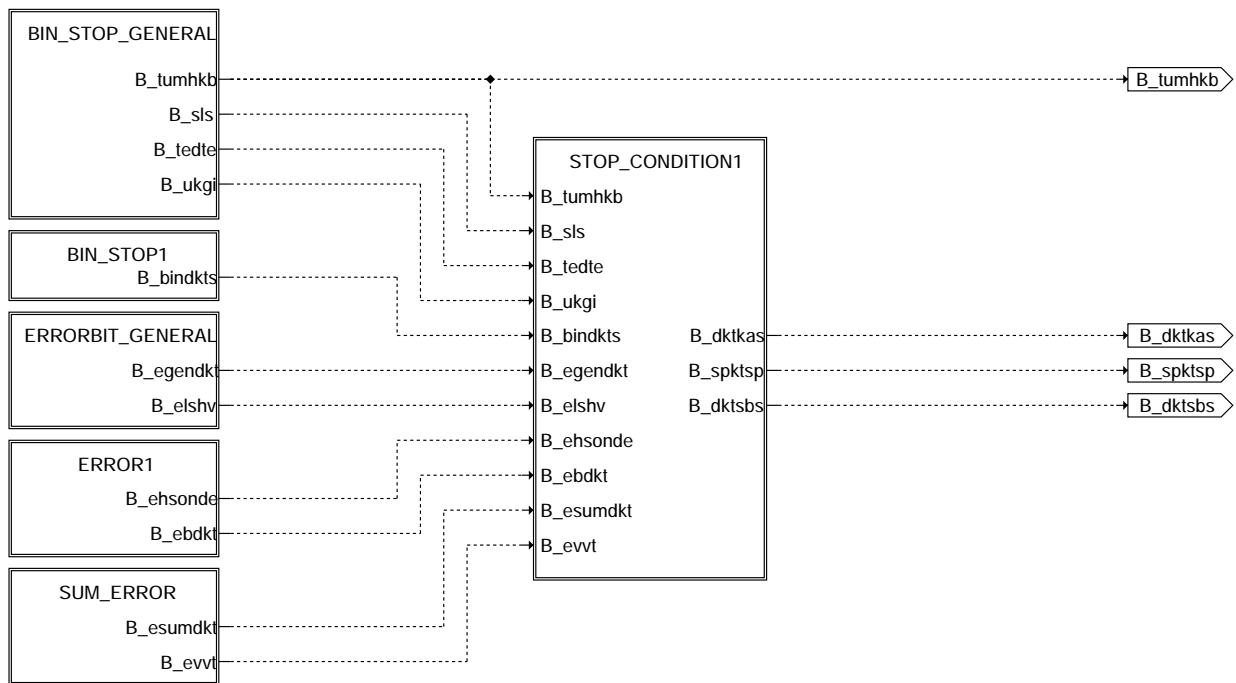 BIN_STOP_GENERAL
B_tumhkb
B_sls
B_tedte
B_ukgi
BIN_STOP1
B_bindkts
ERRORBIT_GENERAL
B_egendkt
B_elshv
ERROR1
B_ehsonde
B_ebdkt
SUM_ERROR
B_esumdkt
B_evvt
STOP_CONDITION1
B_tumhkb
B_sls
B_tedte
B_ukgi
B_bindkts
B_egendkt
B_elshv
B_ehsonde
B_ebdkt
B_esumdkt
B_evvt
B_dktkas
B_spktsp
B_dktsbs
B_tumhkb
B_dktkas
B_spktsp
B_dktsbs